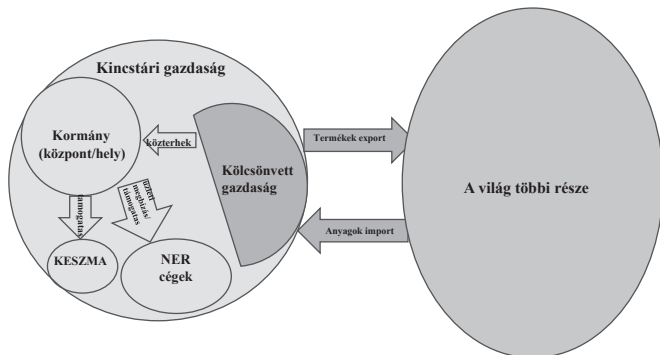 Kincstári gazdaság
Kormány
(központ/hely)
közterhek
Kölcsönvett
gazdaság
támogatás
üzleti
megbízás/
támogatas
KESZMA
NER
cégek
Termékek export
Anyagok import
A világ többi része